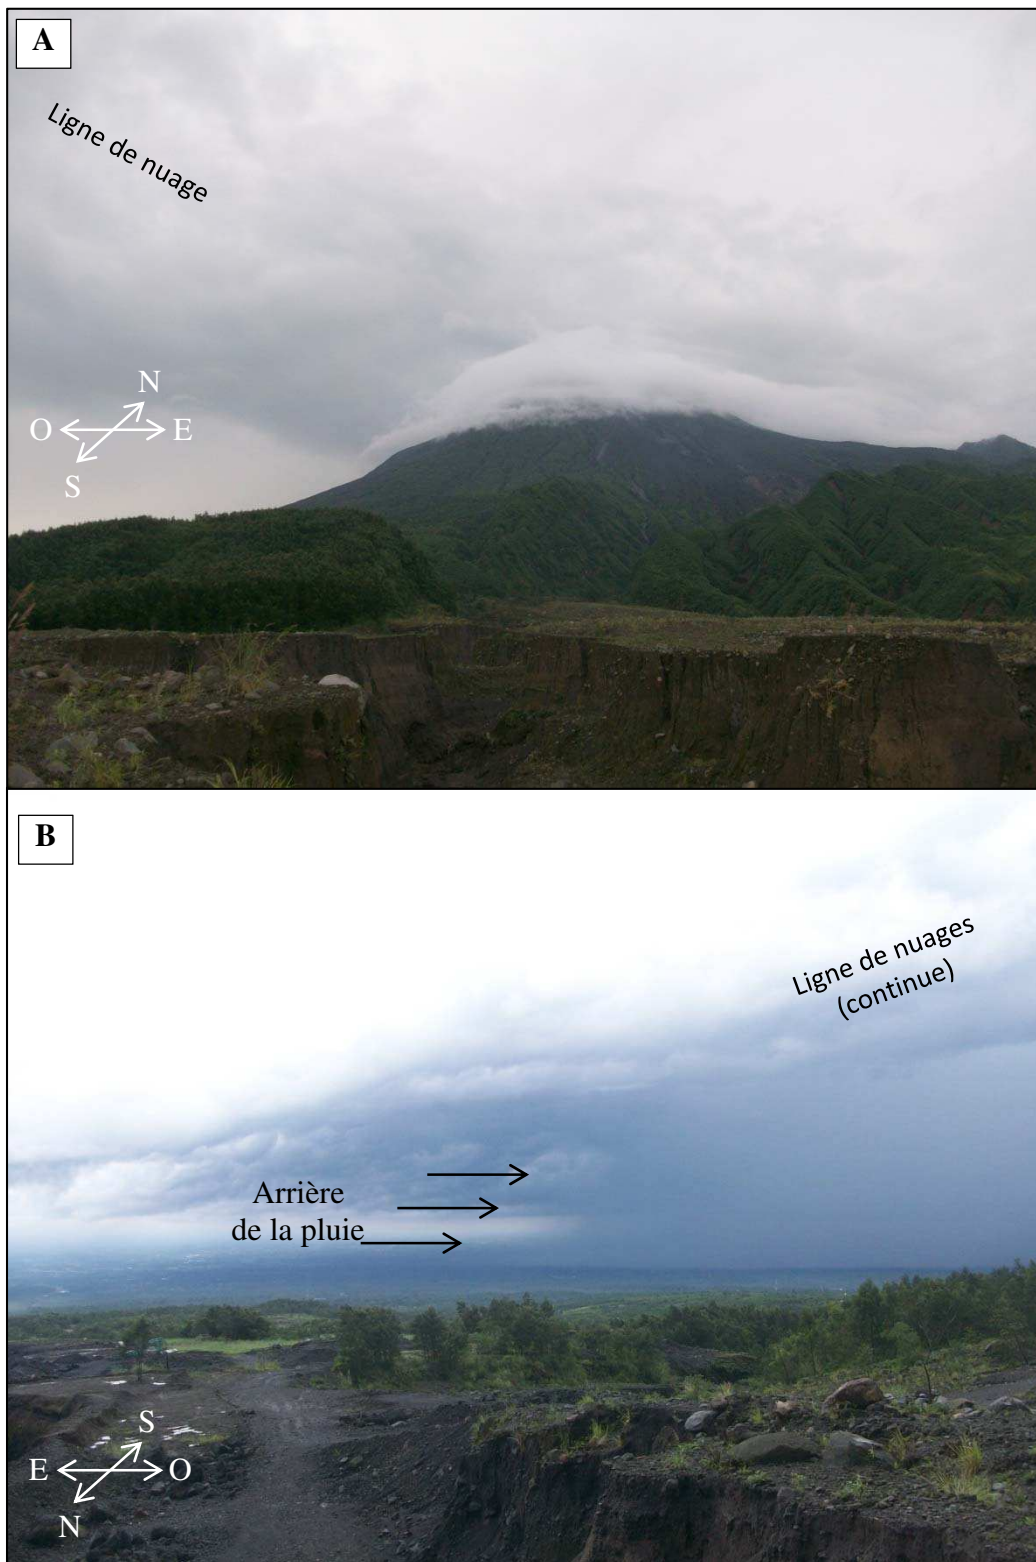 A
Ligne de nuage
N
O E
S
B
Ligne de nuages
(continue)
Arrière
de la pluie
S
E O
N